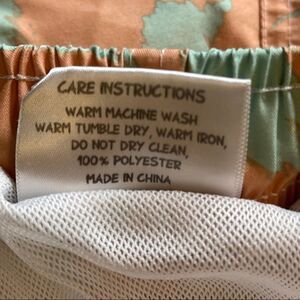 CARE INSTRUCTIONS
WARM MACHINE WASH
WARM TUMBLE DRY, WARM IRON,
DO NOT DRY CLEAN,
100% POLYESTER
MADE IN CHINA